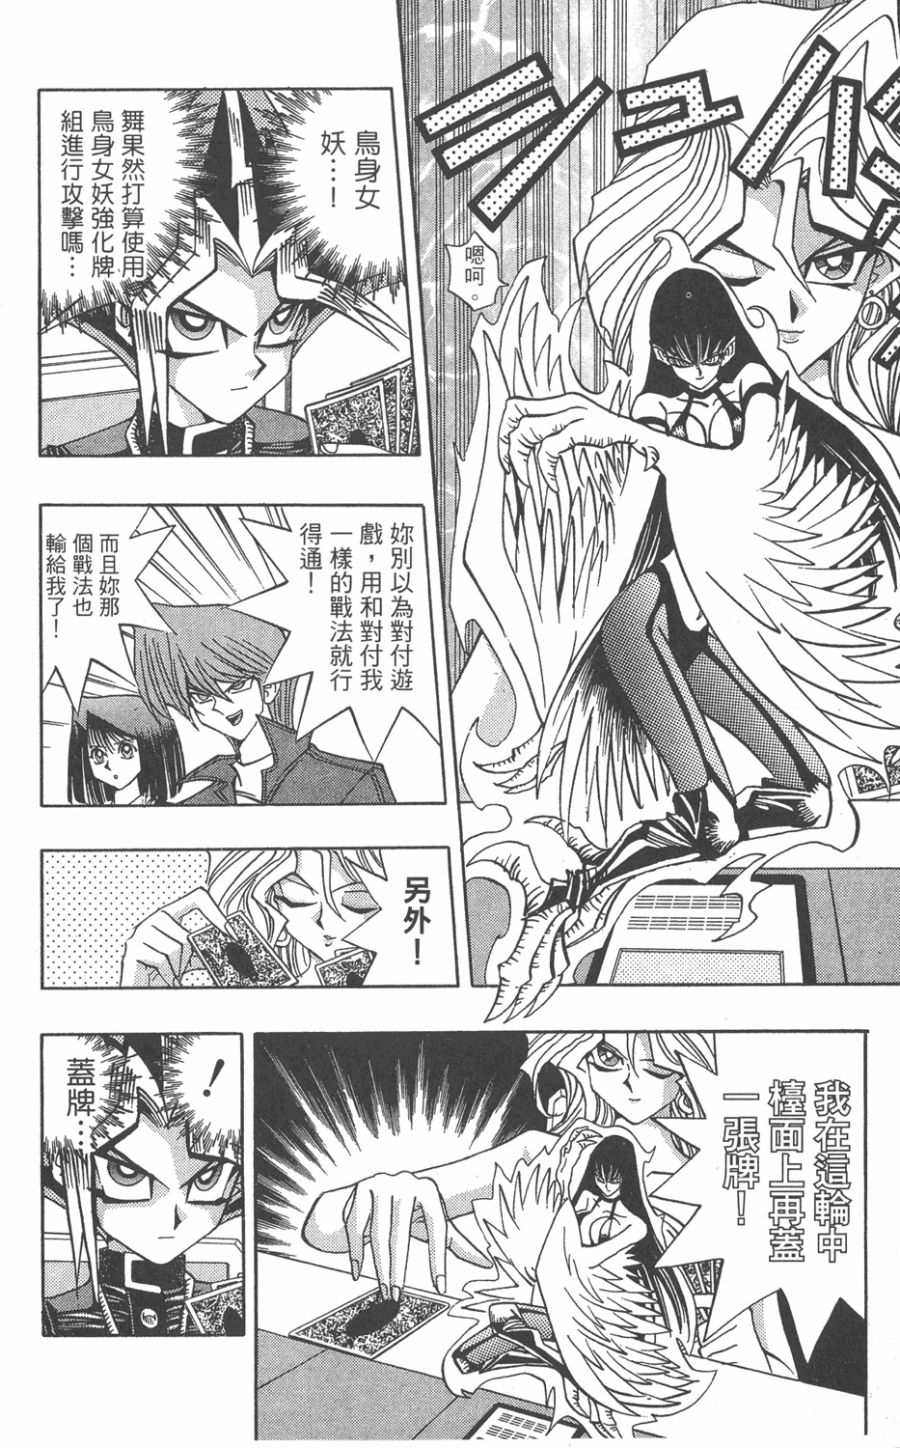 シュパアア
嗯呵。
鳥身女
妖…！
舞果然打算使用
鳥身女妖強化牌
組進行攻擊嗎…
妳別以為對付遊
戲，用和對付我
一樣的戰法就行
得通！
而且妳那
個戰法也
輸給我了！
另外！
我在這輪中
檯面上再蓋
一張牌！
！
蓋牌…